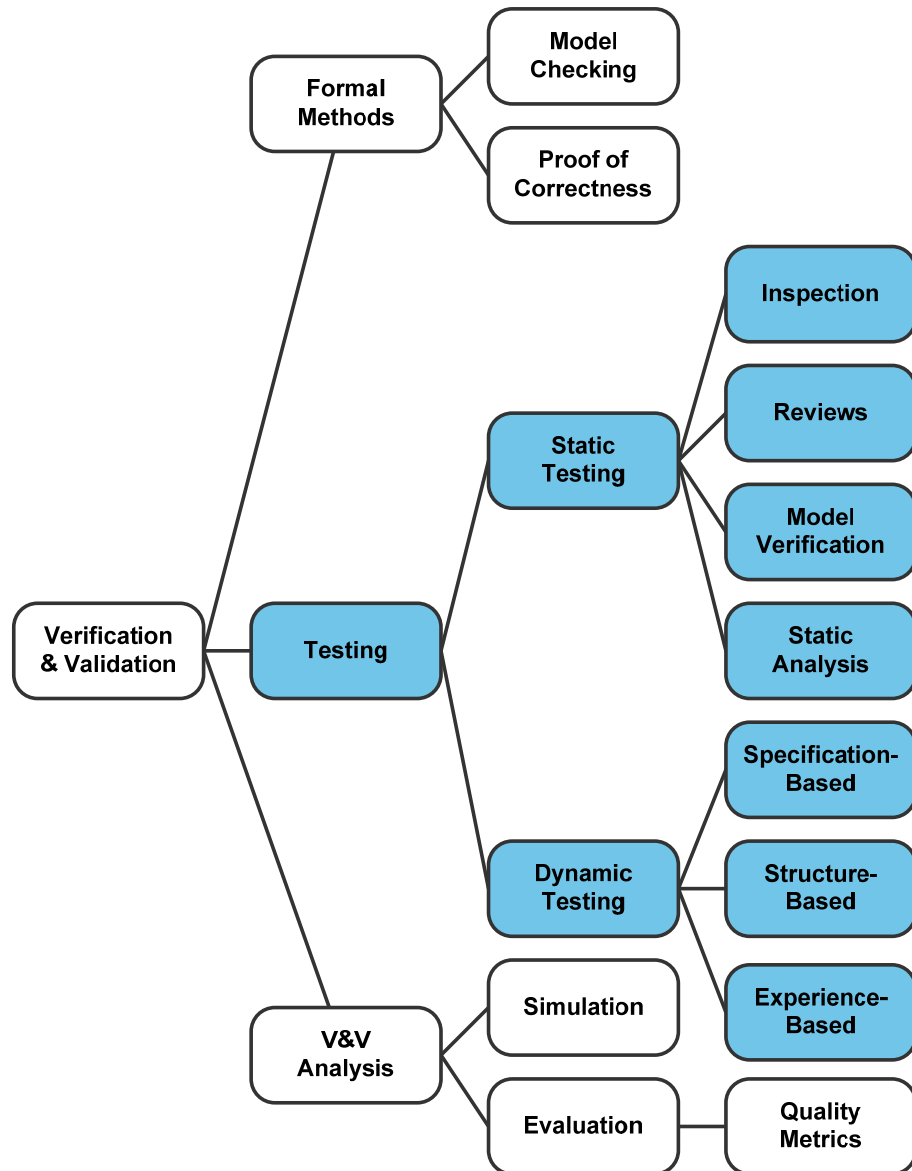 Model
Checking
Formal
Methods
Proof of
Correctness
Inspection
Reviews
Static
Testing
Model
Verification
Verification
& Validation
Testing
Static
Analysis
Specification-
Based
Dynamic
Testing
Structure-
Based
Experience-
Based
Simulation
V&V
Analysis
Evaluation
Quality
Metrics